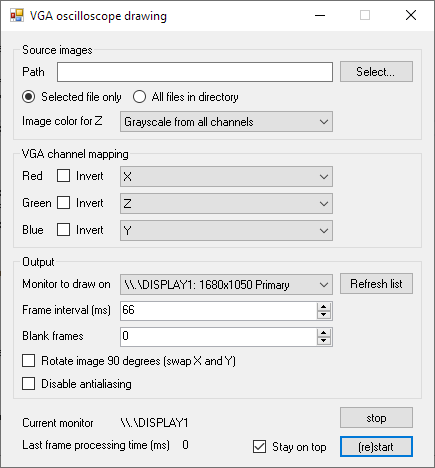 VGA oscilloscope drawing
Source images
Path Select...
Selected file only All files in directory
Image color for Z Grayscale from all channels
VGA channel mapping
Red Invert X
Green Invert Z
Blue Invert Y
Output
Monitor to draw on \\.\DISPLAY1: 1680x1050 Primary Refresh list
Frame interval (ms) 66
Blank frames 0
Rotate image 90 degrees (swap X and Y)
Disable antialiasing
Current monitor \\.\DISPLAY1 stop
Last frame processing time (ms) 0 Stay on top (re)start